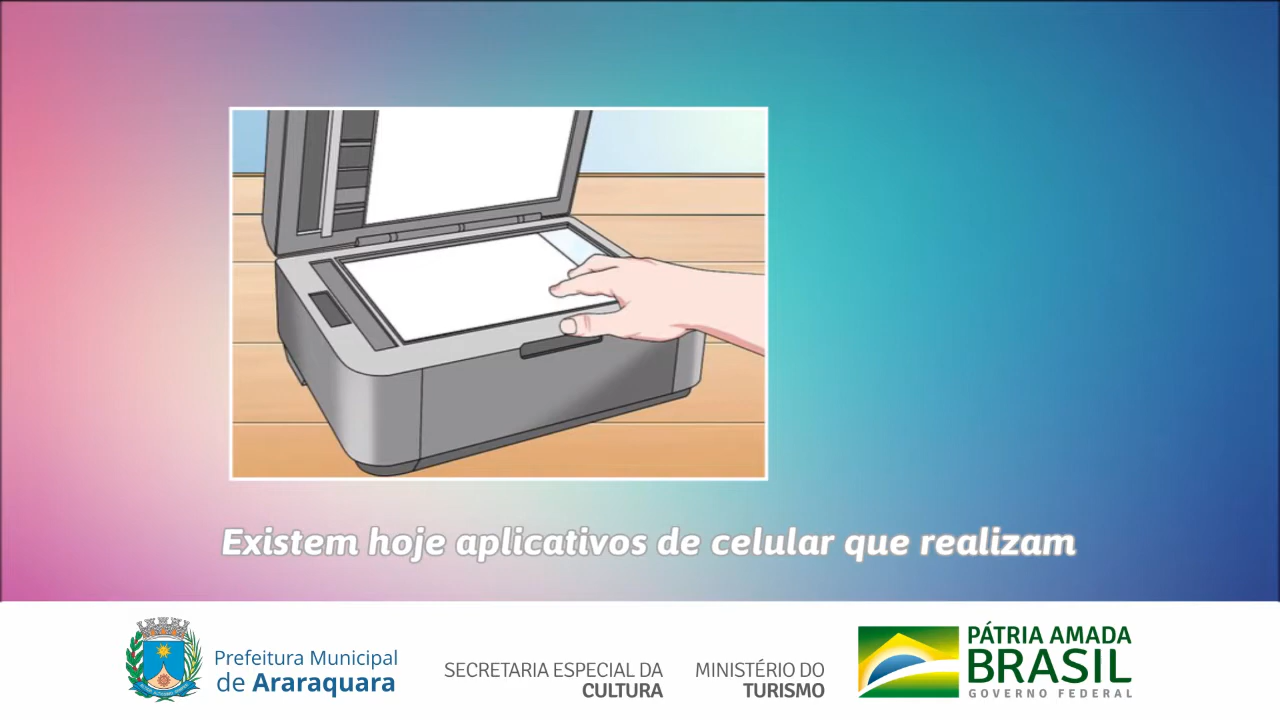 Existem hoje aplicativos de celular que realizam
Prefeitura Municipal
de Araraquara
SECRETARIA ESPECIAL DA
CULTURA
MINISTÉRIO DO
TURISMO
PÁTRIA AMADA
BRASIL
GOVERNO FEDERAL